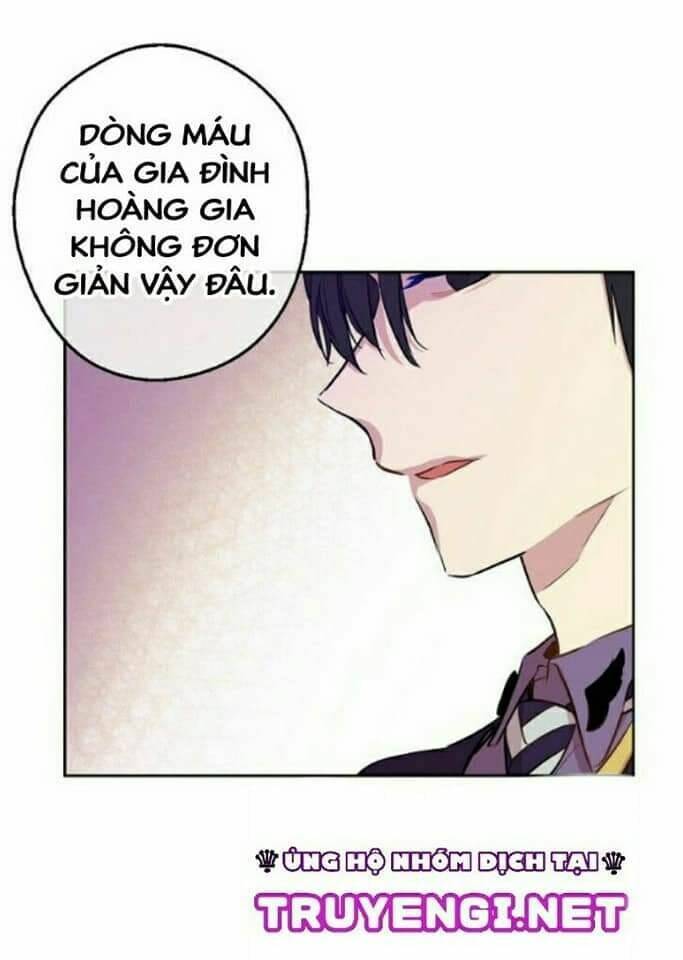 DÒNG MÁU
CỦA GIA ĐÌNH
HOÀNG GIA
KHÔNG ĐƠN
GIẢN VẬY ĐÂU.
ỦNG HỘ NHÓM DỊCH TẠI
TRUYENGI.NET